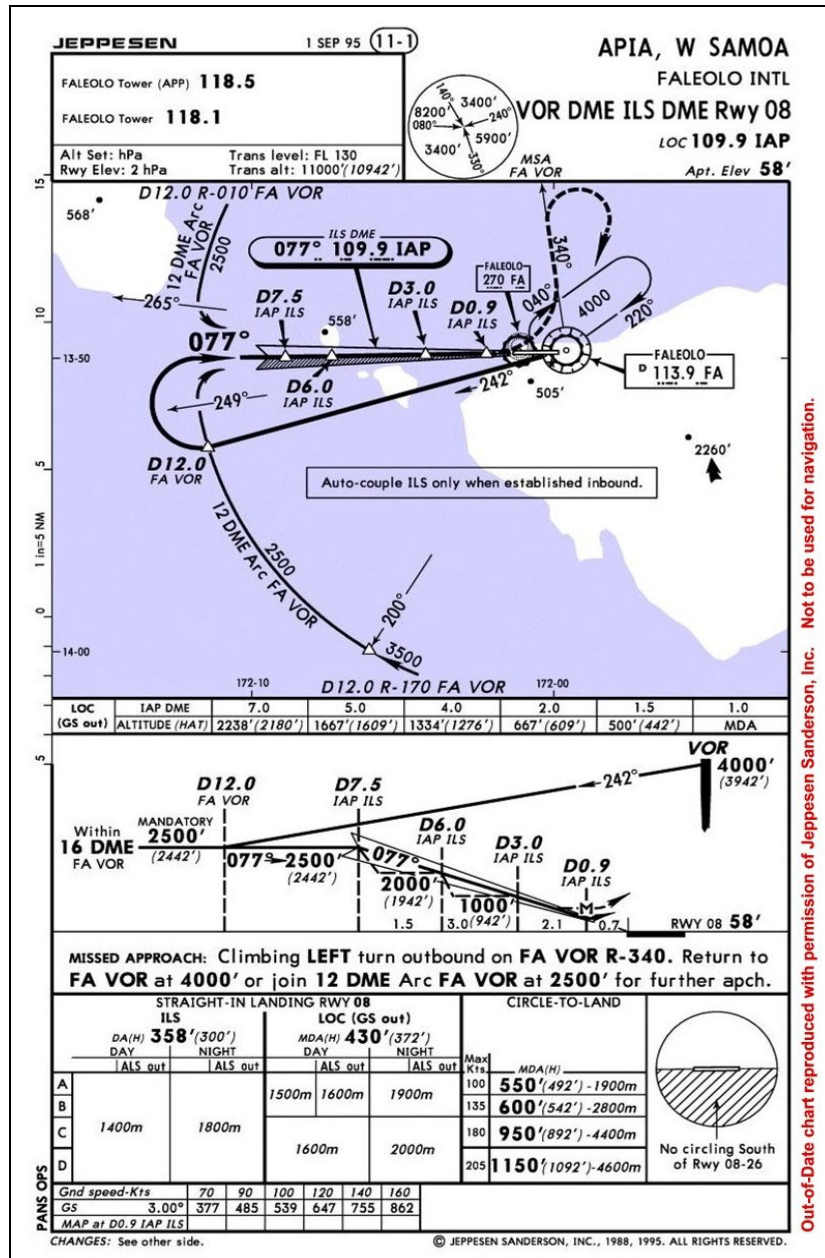 JEPPESEN 1 SEP 95 11-1
APIA, W SAMOA
FALEOLO INTL
VOR DME ILS DME Rwy 08
LOC 109.9 IAP
Apt. Elev 58'
FALEOLO Tower (APP) 118.5
FALEOLO Tower 118.1
Alt Set: hPa Trans level: FL 130
Rwy Elev: 2 hPa Trans alt: 11000'(10942')
140° 3400'
8200' 240°
080° 5900'
3400' 330°
MSA
FA VOR
15
D12.0 R-010 FA VOR
568'
12 DME Arc
FA VOR
2500
ILS DME
077° 109.9 IAP
265°
D7.5
IAP ILS
D3.0
IAP ILS
FALEOLO
270 FA
D0.9
IAP ILS
340°
040°
4000
220°
10
077°
558'
13-50
D6.0
IAP ILS
FALEOLO
D 113.9 FA
242°
505'
249°
D12.0
FA VOR
2260'
5
Auto-couple ILS only when established inbound.
1 in=5 NM
2500
12 DME Arc FA VOR
200°
0
14-00
3500
172-10
172-00
D12.0 R-170 FA VOR
LOC IAP DME 7.0 5.0 4.0 2.0 1.5 1.0
(GS out) ALTITUDE (HAT) 2238'(2180') 1667'(1609') 1334'(1276') 667'(609') 500'(442') MDA
5
VOR
4000'
(3942')
242°
D12.0
FA VOR
D7.5
IAP ILS
D6.0
IAP ILS
D3.0
IAP ILS
D0.9
IAP ILS
Within
16 DME
FA VOR
MANDATORY
2500'
(2442')
077° 2500'
(2442')
077°
2000'
(1942')
1000'
(942')
M
1.5 3.0 2.1 0.7
RWY 08 58'
MISSED APPROACH: Climbing LEFT turn outbound on FA VOR R-340. Return to
FA VOR at 4000' or join 12 DME Arc FA VOR at 2500' for further apch.
STRAIGHT-IN LANDING RWY 08 CIRCLE-TO-LAND
ILS LOC (GS out)
DA(H) 358'(300') MDA(H) 430'(372')
DAY NIGHT DAY NIGHT
ALS out ALS out ALS out ALS out
Max
Kts. MDA(H)
A 1500m 1600m 1900m 100 550'(492')-1900m
B 135 600'(542')-2800m
C 1400m 1800m 180 950'(892')-4400m
D 1600m 2000m 205 1150'(1092')-4600m
No circling South
of Rwy 08-26
PANS OPS
Gnd speed-Kts 70 90 100 120 140 160
GS 3.00° 377 485 539 647 755 862
MAP at D0.9 IAP ILS
CHANGES: See other side.
© JEPPESEN SANDERSON, INC., 1988, 1995. ALL RIGHTS RESERVED.
Out-of-Date chart reproduced with permission of Jeppesen Sanderson, Inc. Not to be used for navigation.